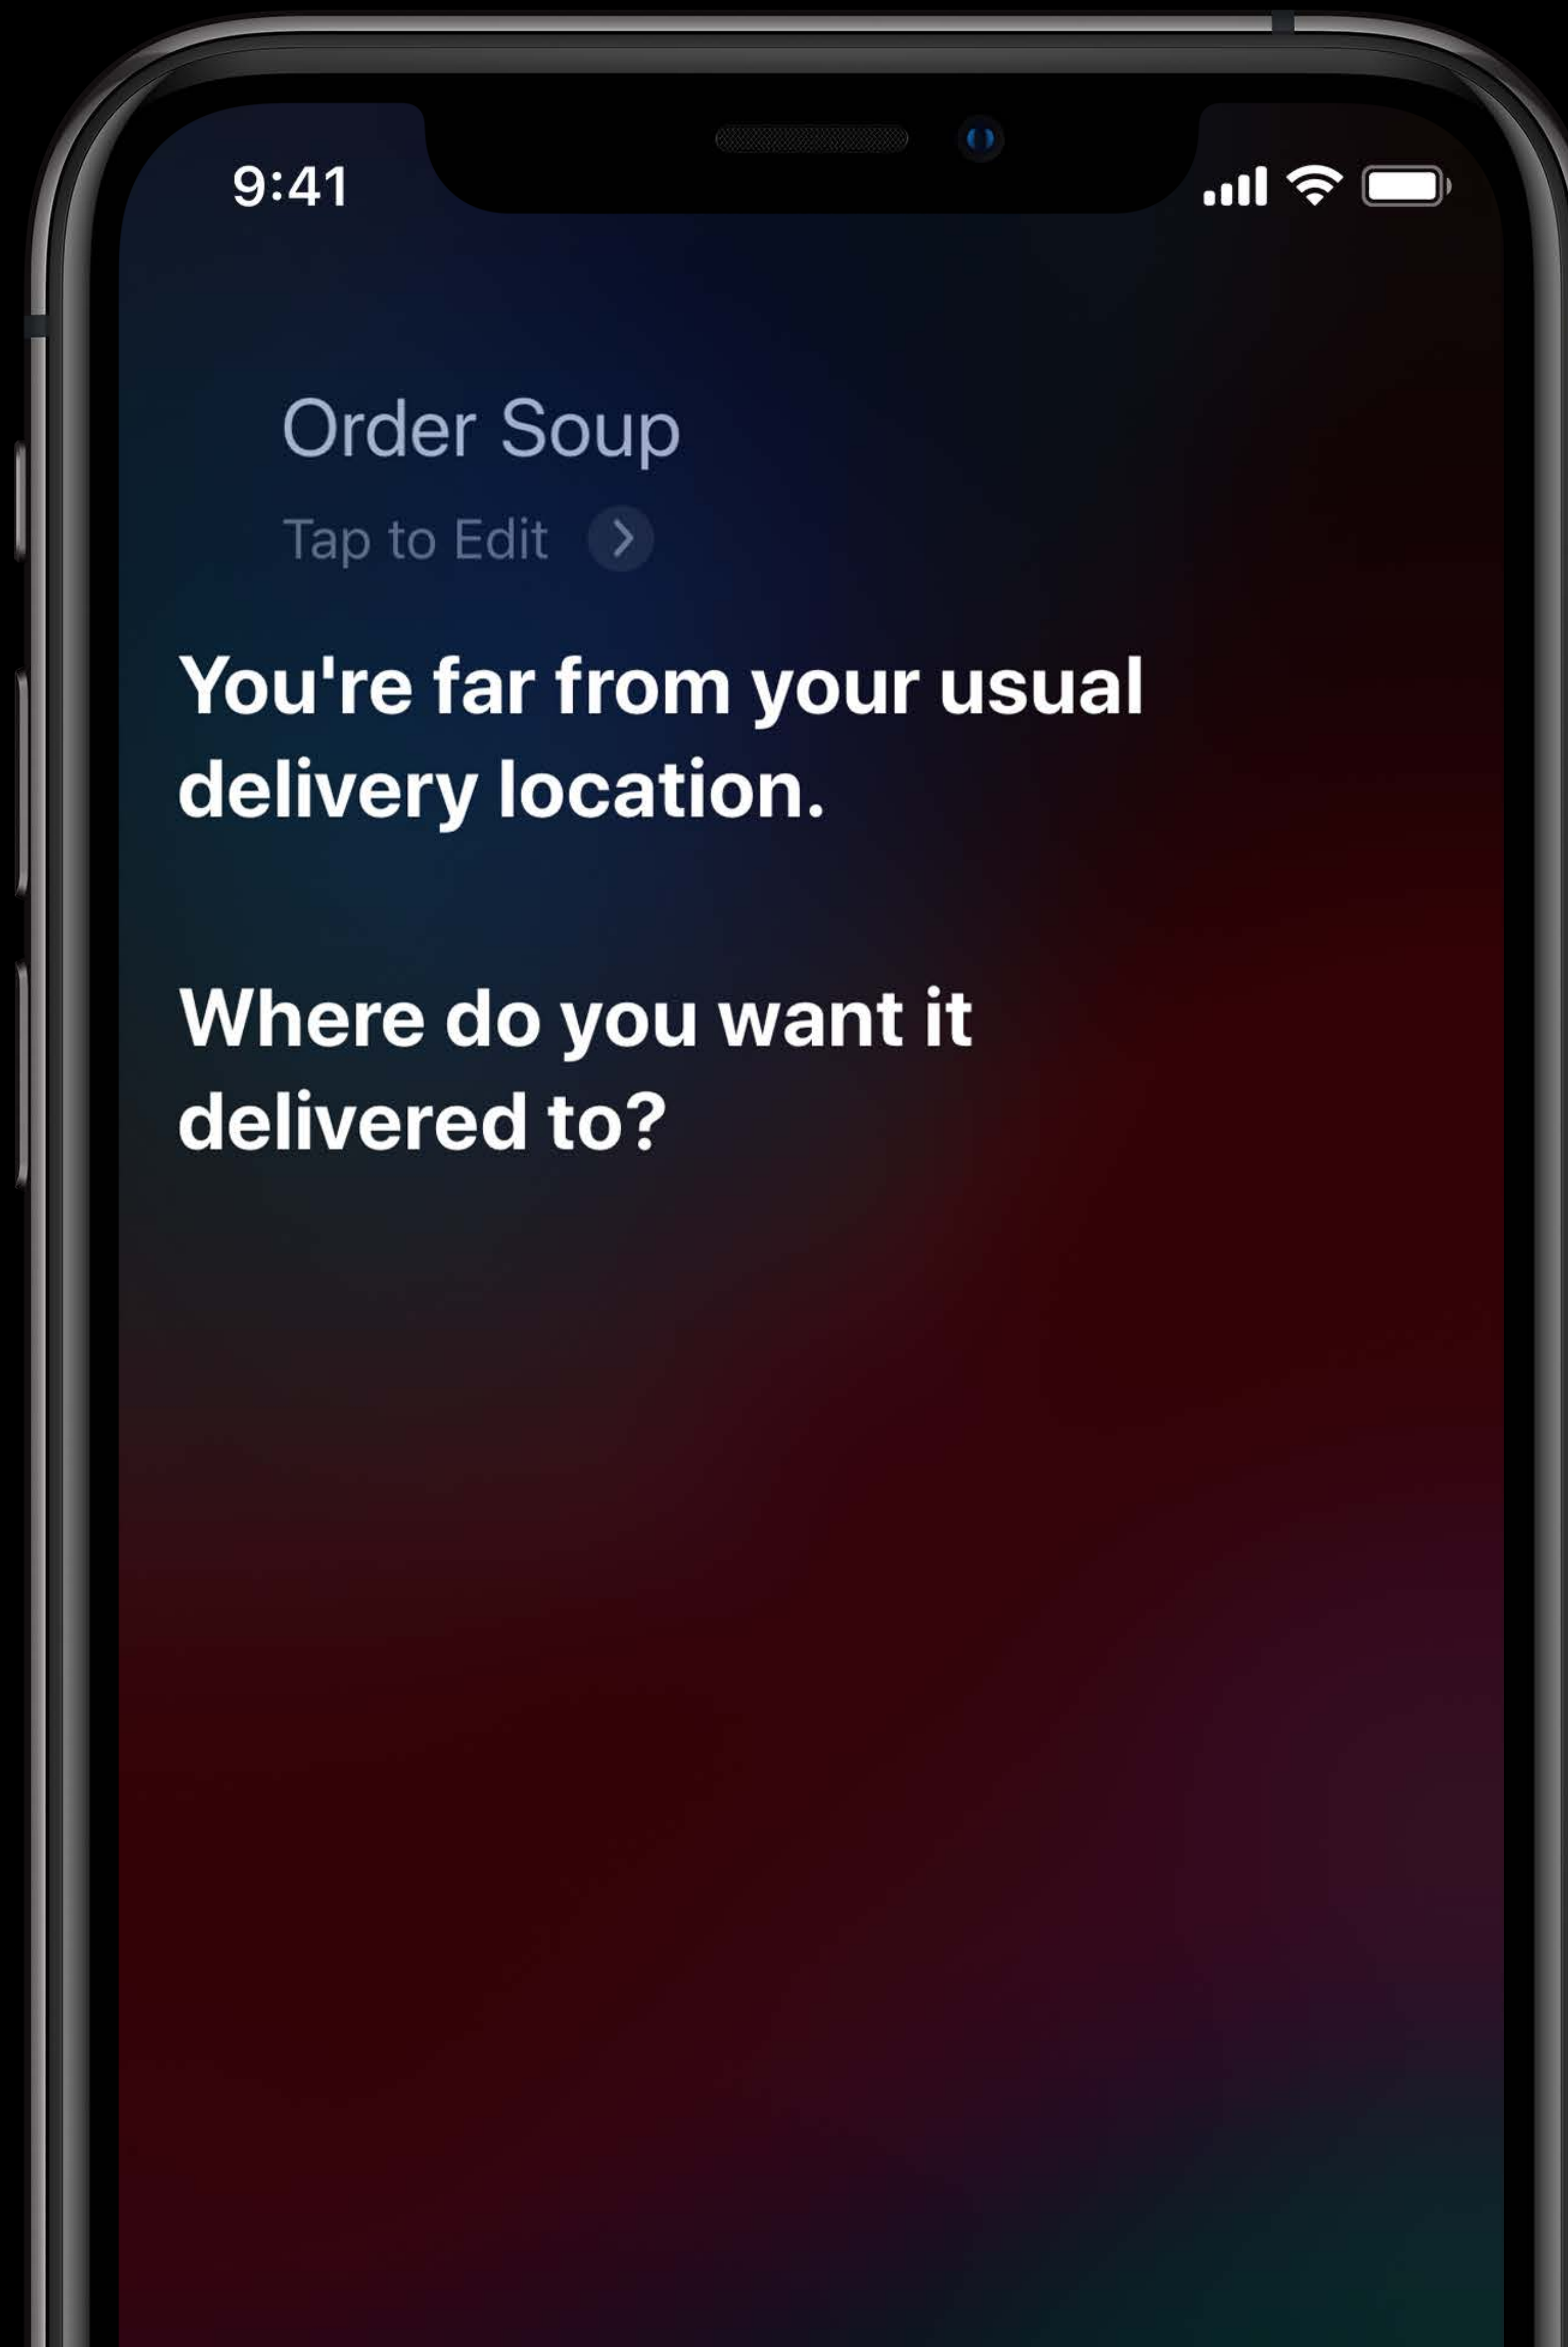 9:41
Order Soup
Tap to Edit
You're far from your usual
delivery location.
Where do you want it
delivered to?